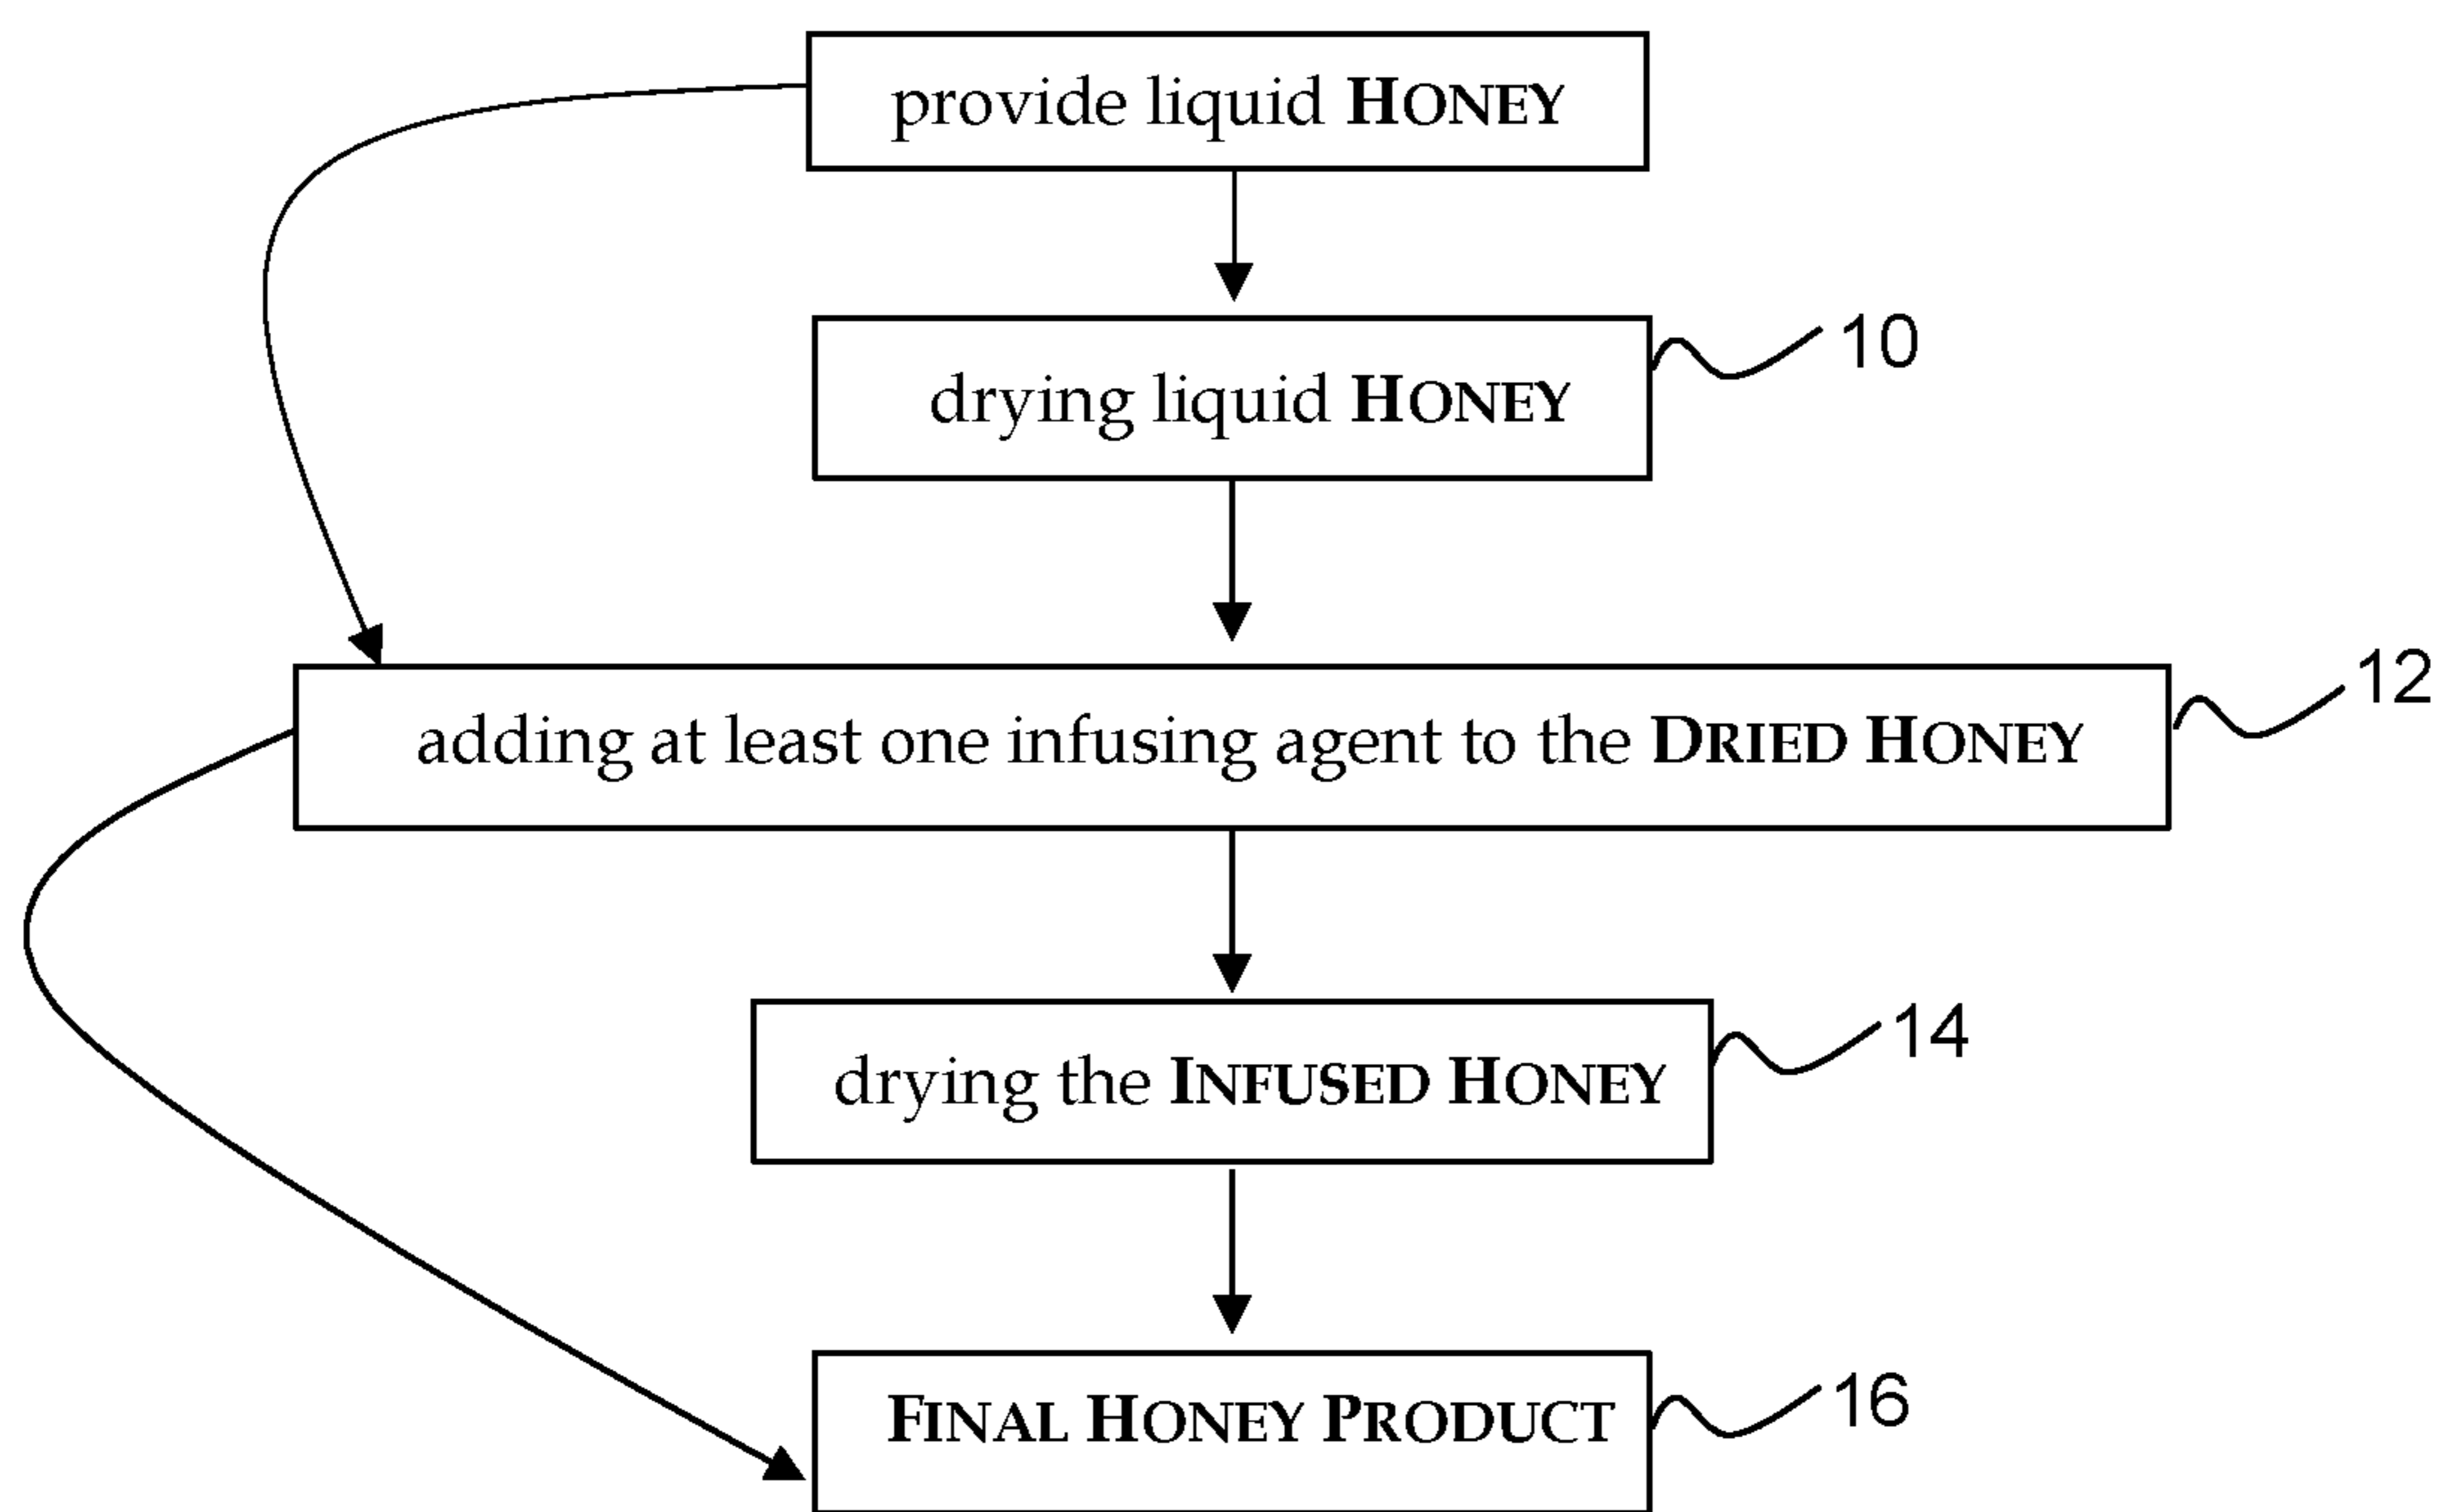 provide liquid HONEY
drying liquid HONEY
10
adding at least one infusing agent to the DRIED HONEY
12
drying the INFUSED HONEY
14
FINAL HONEY PRODUCT
16